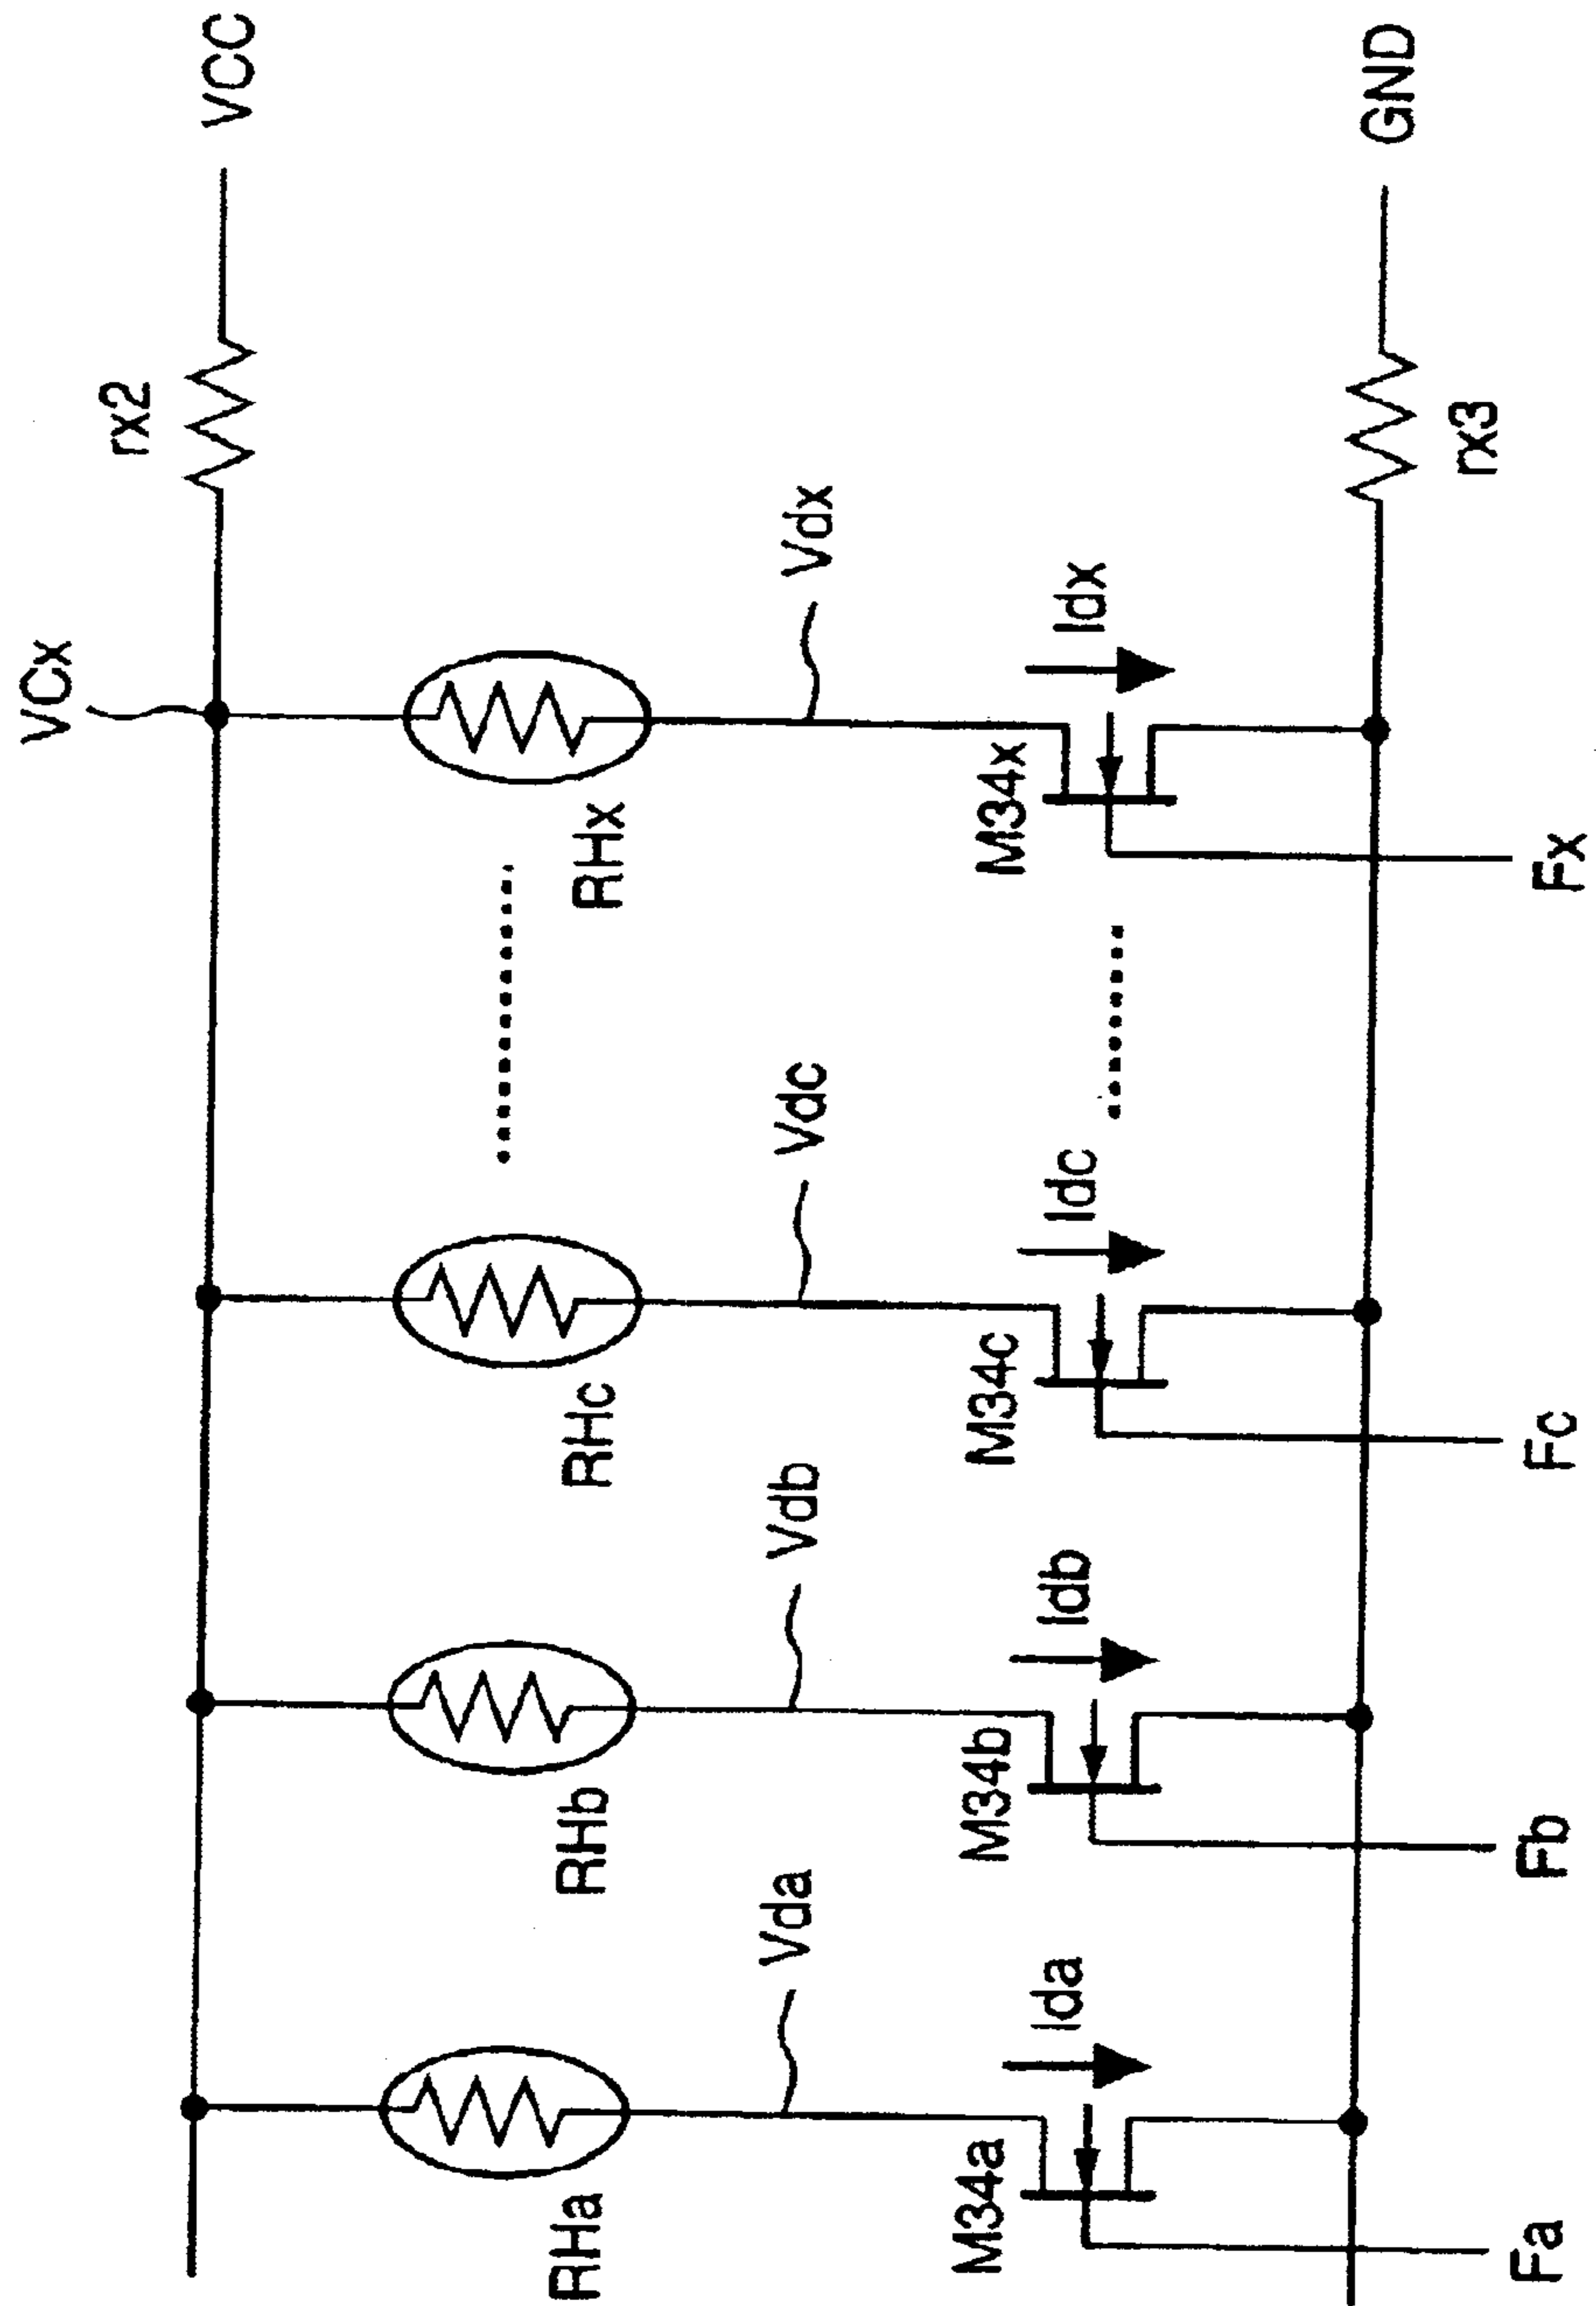 VCx
rx2
VCC
RHa
RHb
RHc
RHx
Vda
Vdb
Vdc
Vdx
M34a
M34b
M34c
M34x
Ida
Idb
Idc
Idx
GND
rx3
Fa
Fb
Fc
Fx